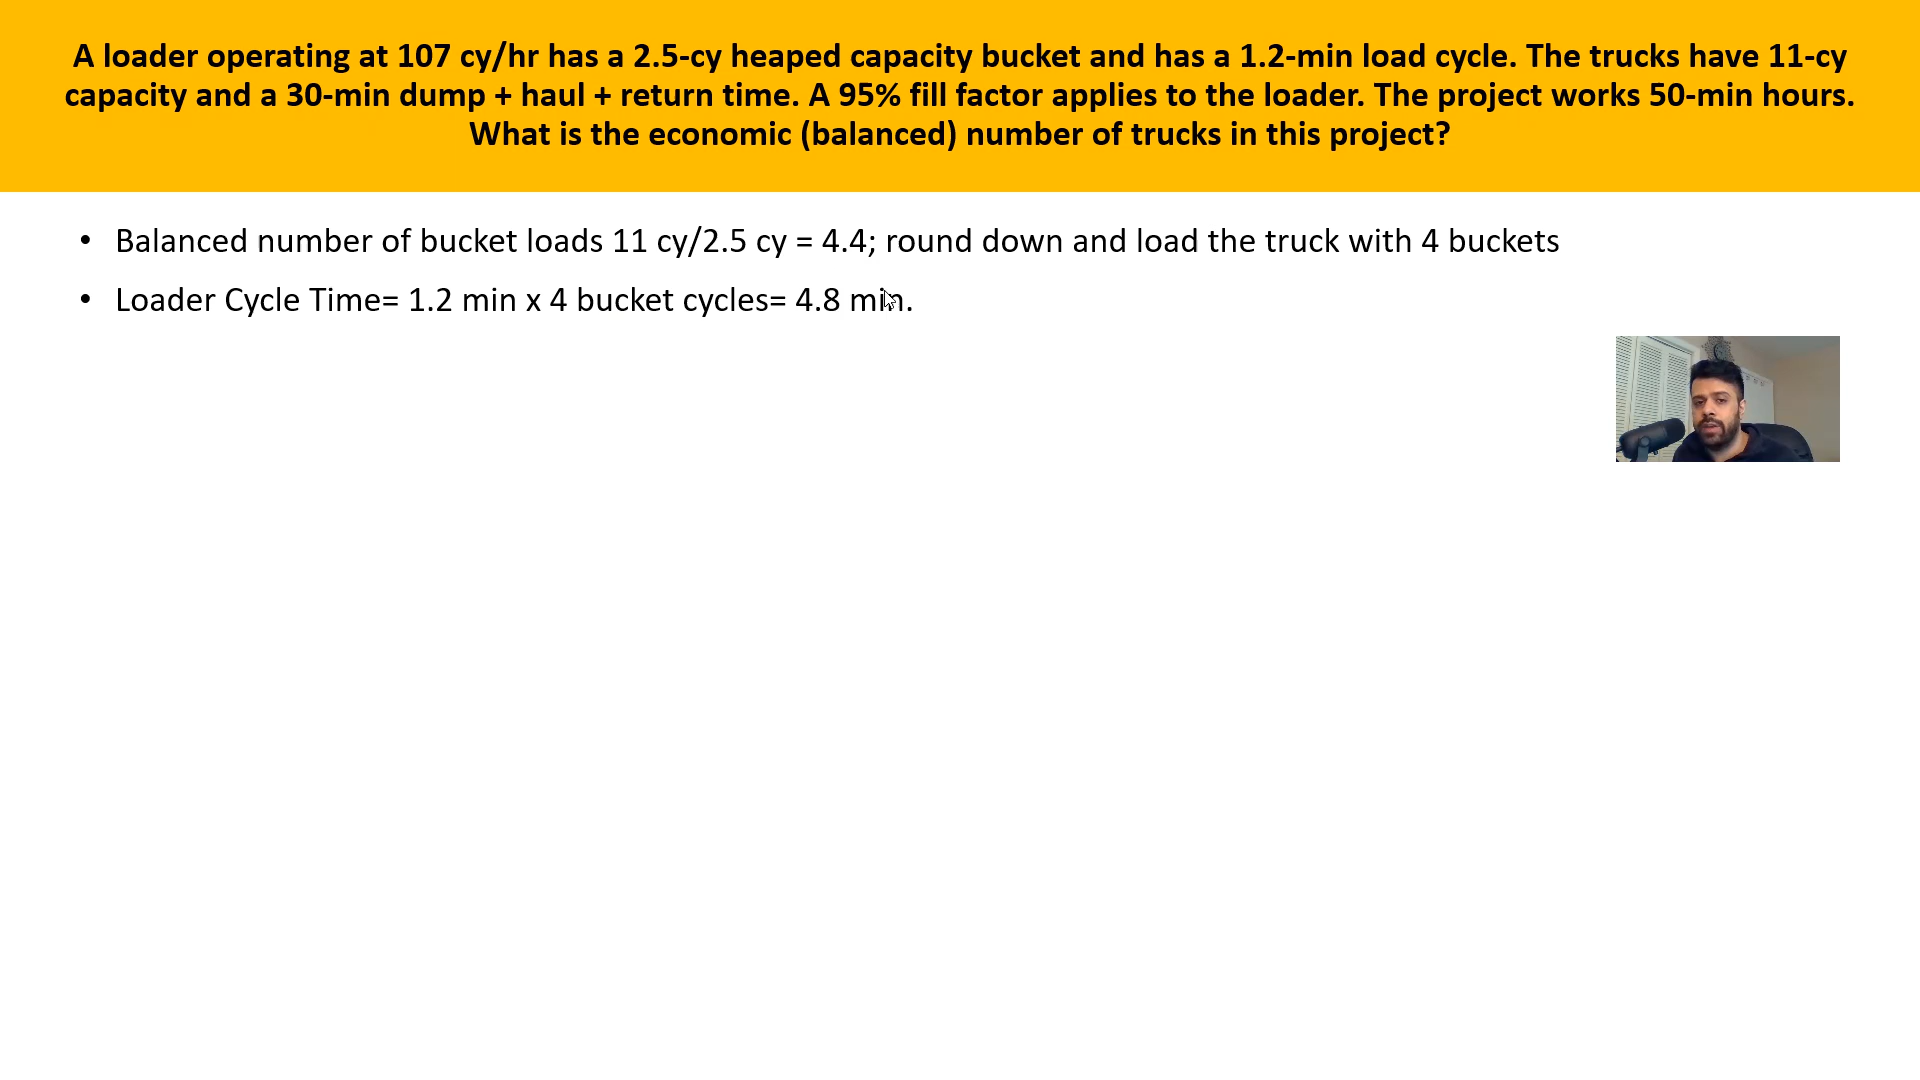 A loader operating at 107 cy/hr has a 2.5-cy heaped capacity bucket and has a 1.2-min load cycle. The trucks have 11-cy
capacity and a 30-min dump + haul + return time. A 95% fill factor applies to the loader. The project works 50-min hours.
What is the economic (balanced) number of trucks in this project?
• Balanced number of bucket loads 11 cy/2.5 cy = 4.4; round down and load the truck with 4 buckets
• Loader Cycle Time= 1.2 min x 4 bucket cycles= 4.8 min.